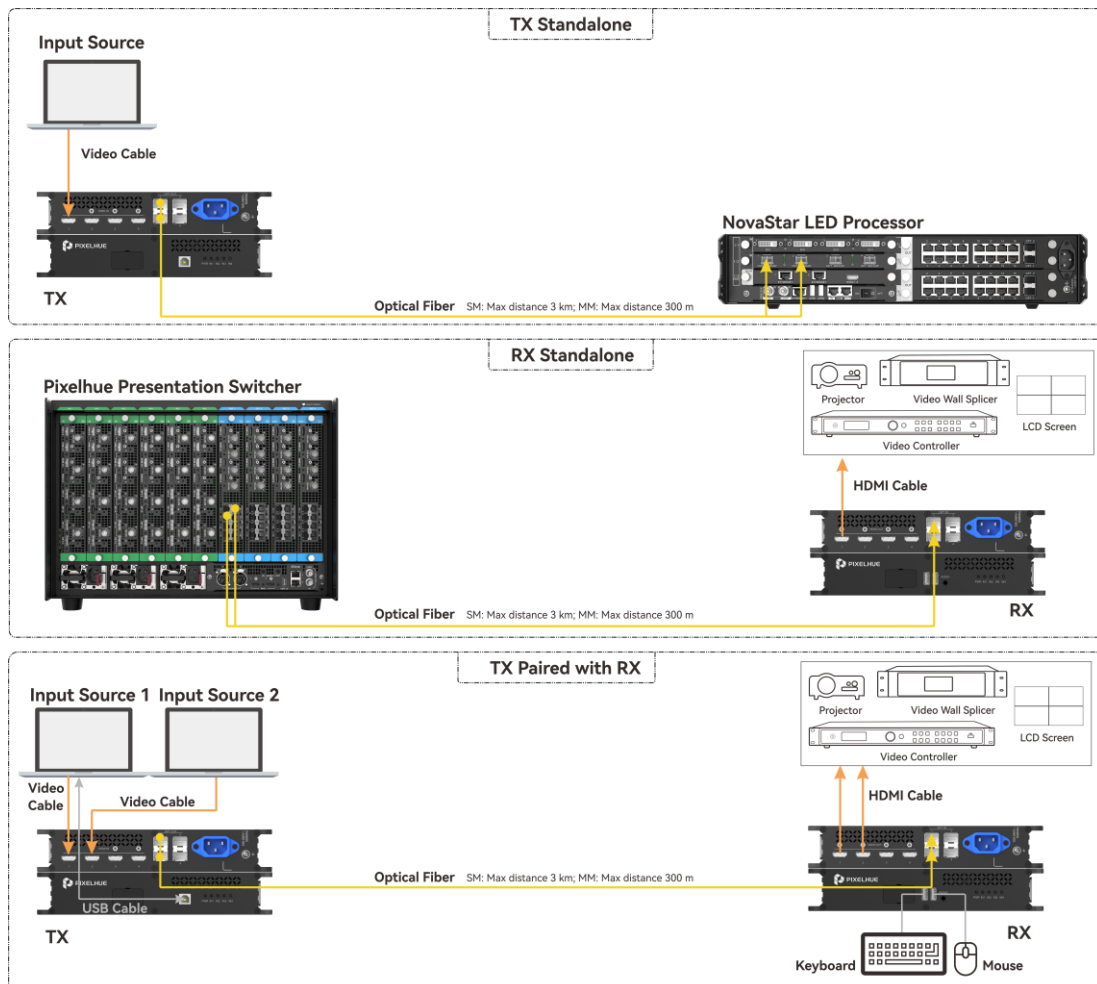 TX Standalone
Input Source
Video Cable
PIXELHUE
TX
NovaStar LED Processor
Optical Fiber SM: Max distance 3 km; MM: Max distance 300 m
RX Standalone
Pixelhue Presentation Switcher
Projector
Video Wall Splicer
LCD Screen
Video Controller
HDMI Cable
PIXELHUE
RX
Optical Fiber SM: Max distance 3 km; MM: Max distance 300 m
TX Paired with RX
Input Source 1
Input Source 2
Video
Cable
Video Cable
PIXELHUE
USB Cable
TX
Optical Fiber SM: Max distance 3 km; MM: Max distance 300 m
Projector
Video Wall Splicer
LCD Screen
Video Controller
HDMI Cable
PIXELHUE
RX
Keyboard
Mouse